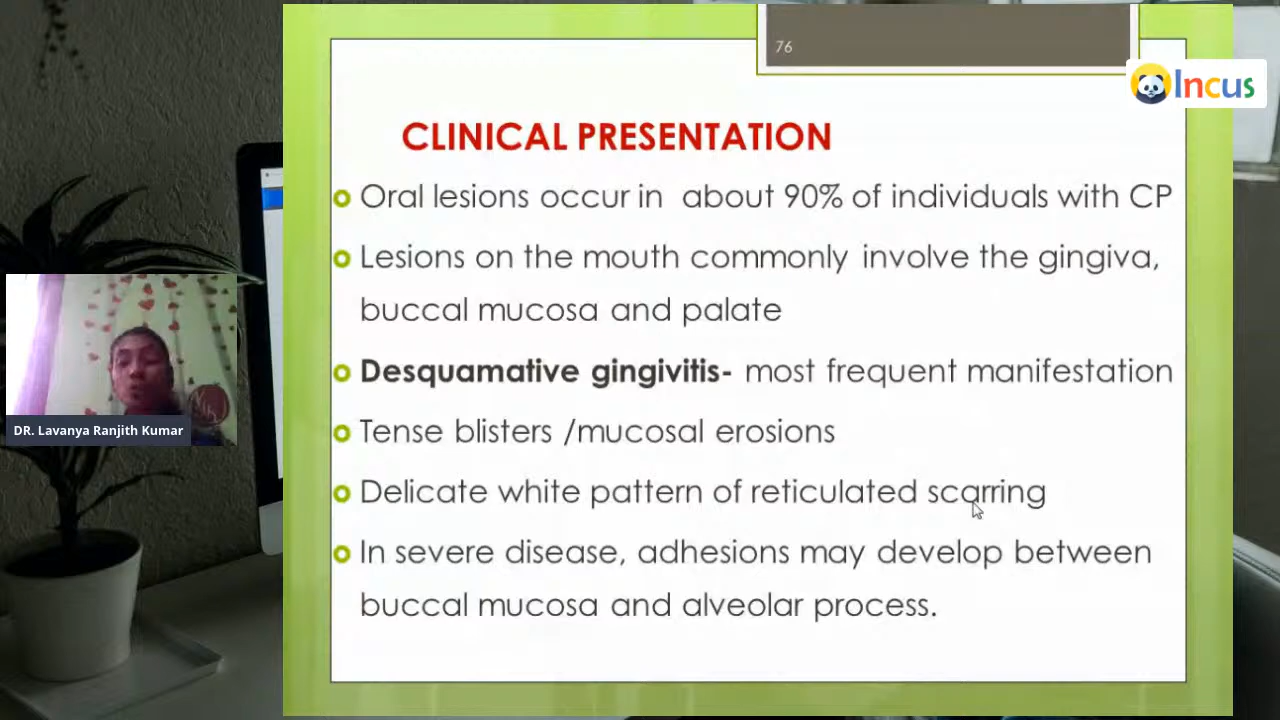 76
Incus
CLINICAL PRESENTATION
Oral lesions occur in about 90% of individuals with CP
Lesions on the mouth commonly involve the gingiva,
buccal mucosa and palate
Desquamative gingivitis- most frequent manifestation
Tense blisters /mucosal erosions
DR. Lavanya Ranjith Kumar
Delicate white pattern of reticulated scarring
In severe disease, adhesions may develop between
buccal mucosa and alveolar process.